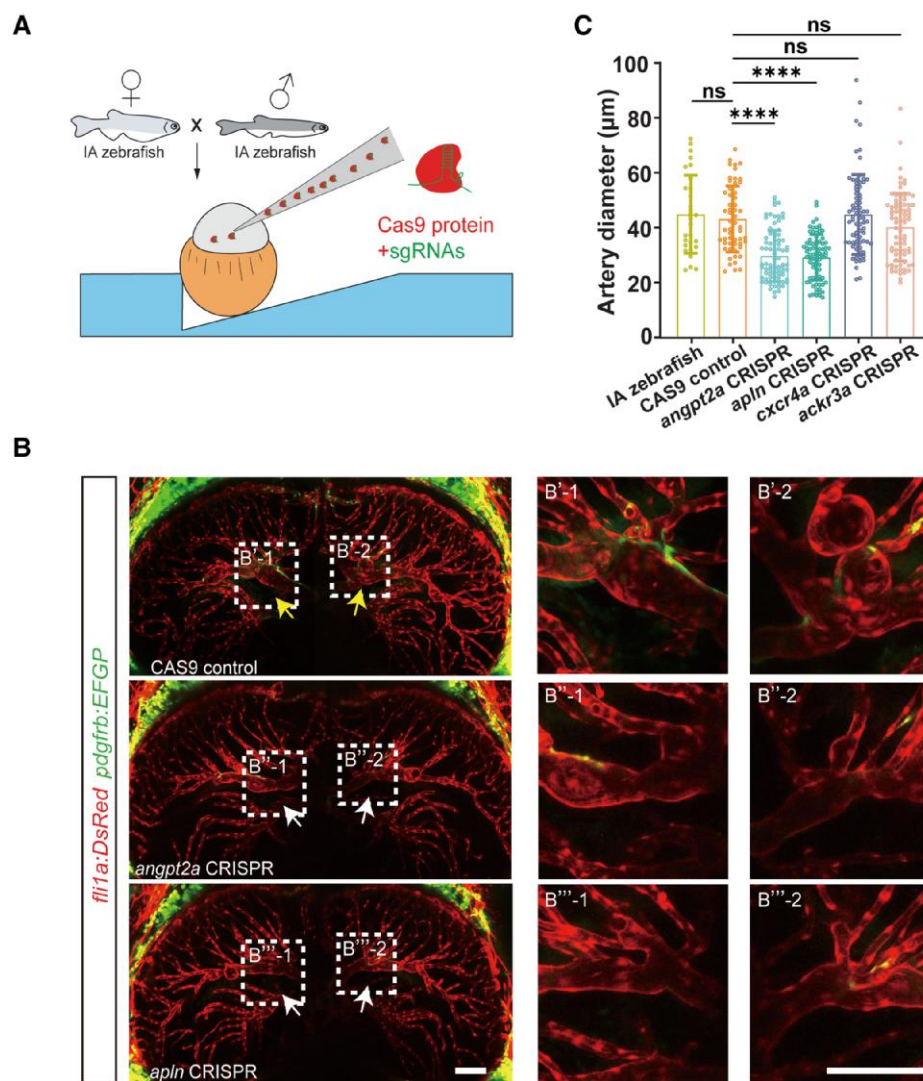 A
♀
♂
X
IA zebrafish
IA zebrafish
Cas9 protein
+sgRNAs
C
ns
ns
****
ns
****
Artery diameter (µm)
100
80
60
40
20
0
IA zebrafish
CAS9 control
angpt2a CRISPR
apln CRISPR
cxcr4a CRISPR
ackr3a CRISPR
B
fli1a:DsRed pdgfrb:EFGP
B'-1
B'-2
CAS9 control
B'-1
B'-2
B''-1
B''-2
angpt2a CRISPR
B''-1
B''-2
B'''-1
B'''-2
apln CRISPR
B'''-1
B'''-2